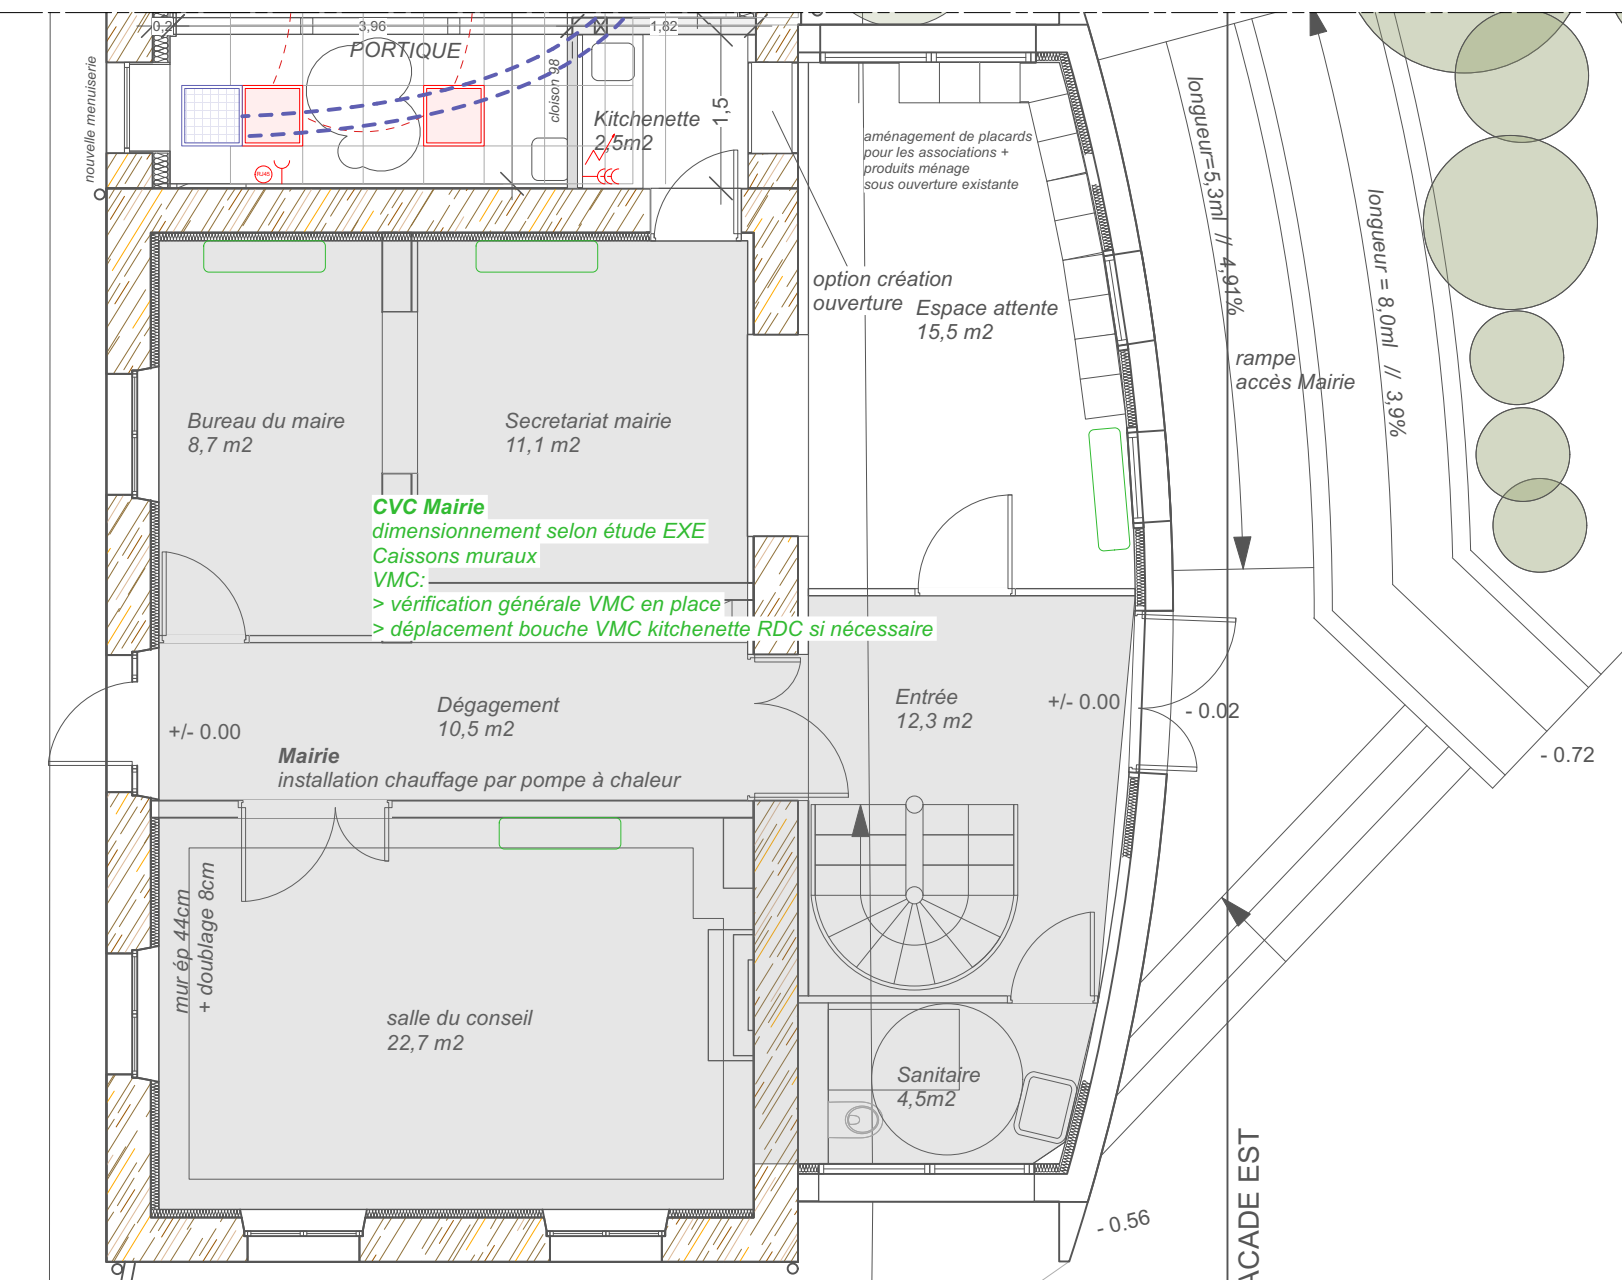 0,2
3,96
1,82
PORTIQUE
nouvelle menuiserie
cloison 98
Kitchenette
2,5m2
1,5
RJ45
aménagement de placards
pour les associations +
produits ménage
sous ouverture existante
longueur=5,3ml // 4,91%
longueur = 8,0ml // 3,9%
option création
ouverture
Espace attente
15,5 m2
rampe
accès Mairie
Bureau du maire
8,7 m2
Secretariat mairie
11,1 m2
CVC Mairie
dimensionnement selon étude EXE
Caissons muraux
VMC:
> vérification générale VMC en place
> déplacement bouche VMC kitchenette RDC si nécessaire
Dégagement
10,5 m2
Entrée
12,3 m2
+/- 0.00
- 0.02
+/- 0.00
- 0.72
Mairie
installation chauffage par pompe à chaleur
mur ép 44cm
+ doublage 8cm
salle du conseil
22,7 m2
Sanitaire
4,5m2
- 0.56
ACADE EST